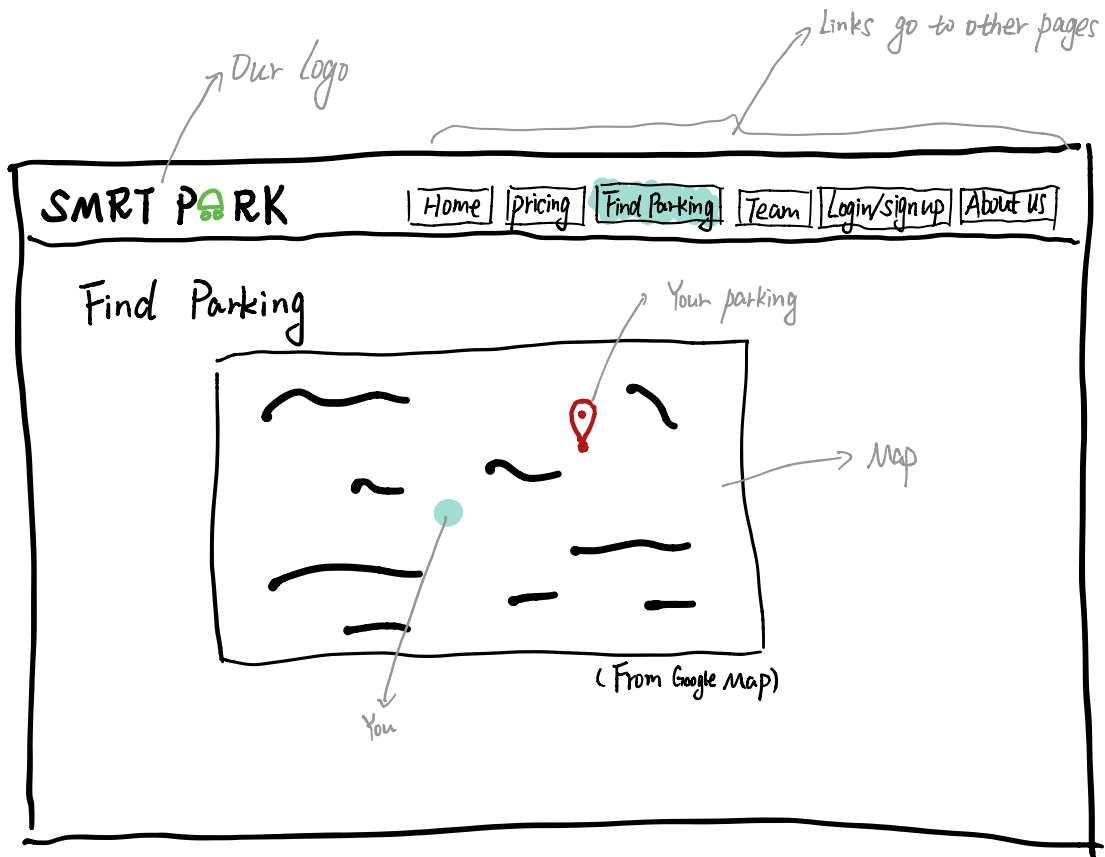 Links go to other pages
Our Logo
SMRT PARK
Home
pricing
Find Parking
Team
Login/signup
About US
Find Parking
Your parking
Map
(From Google Map)
You